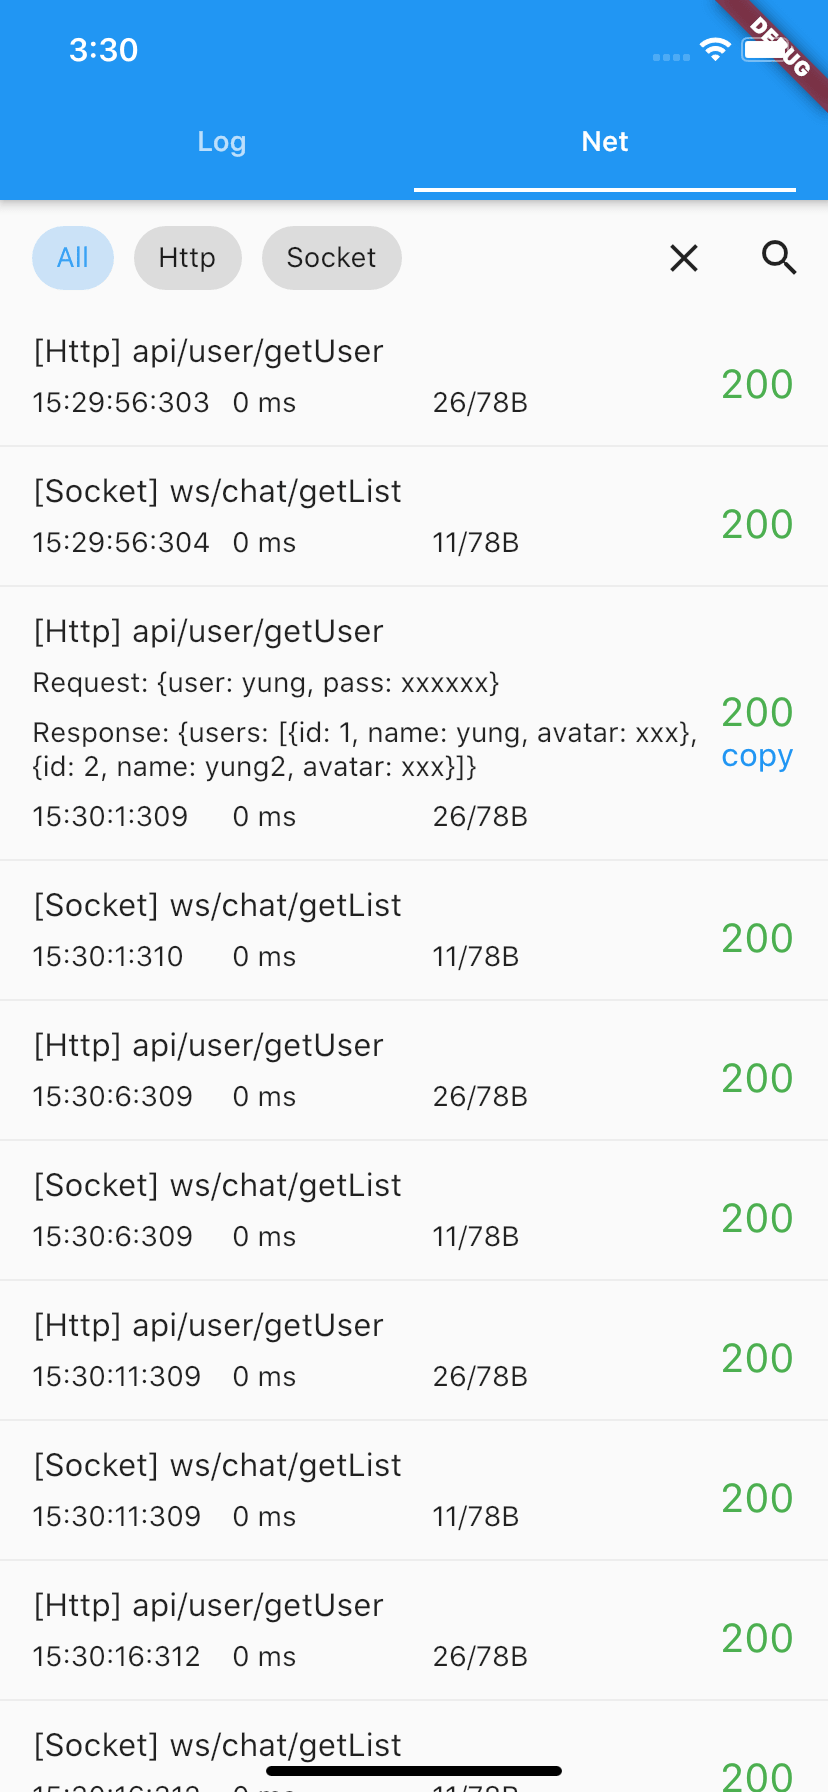 3:30
DEBUG
Log Net
All Http Socket
[Http] api/user/getUser
15:29:56:303 0 ms 26/78B
200
[Socket] ws/chat/getList
15:29:56:304 0 ms 11/78B
200
[Http] api/user/getUser
Request: {user: yung, pass: xxxxxx}
Response: {users: [{id: 1, name: yung, avatar: xxx},
{id: 2, name: yung2, avatar: xxx}]}
15:30:1:309 0 ms 26/78B
200
copy
[Socket] ws/chat/getList
15:30:1:310 0 ms 11/78B
200
[Http] api/user/getUser
15:30:6:309 0 ms 26/78B
200
[Socket] ws/chat/getList
15:30:6:309 0 ms 11/78B
200
[Http] api/user/getUser
15:30:11:309 0 ms 26/78B
200
[Socket] ws/chat/getList
15:30:11:309 0 ms 11/78B
200
[Http] api/user/getUser
15:30:16:312 0 ms 26/78B
200
[Socket] ws/chat/getList
200